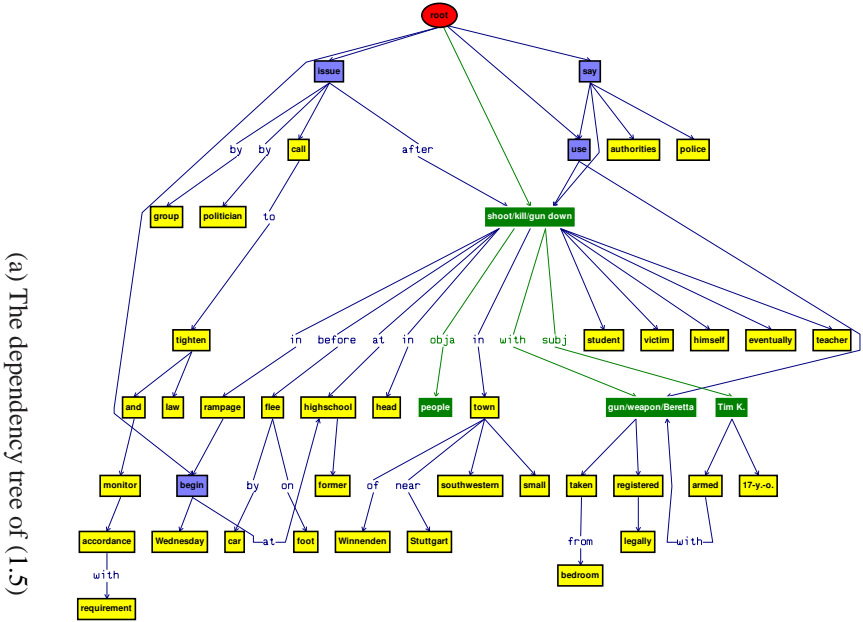 root
issue
say
by
by
call
after
use
authorities
police
group
politician
to
shoot/kill/gun down
tighten
in
before
at
in
obja
in
with
subj
student
victim
himself
eventually
teacher
and
law
rampage
flee
highschool
head
people
town
gun/weapon/Beretta
Tim K.
monitor
begin
by
on
former
of
near
southwestern
small
taken
registered
armed
17-y.-o.
accordance
Wednesday
car
at
foot
Winnenden
Stuttgart
from
legally
with
with
bedroom
requirement
(a) The dependency tree of (1.5)